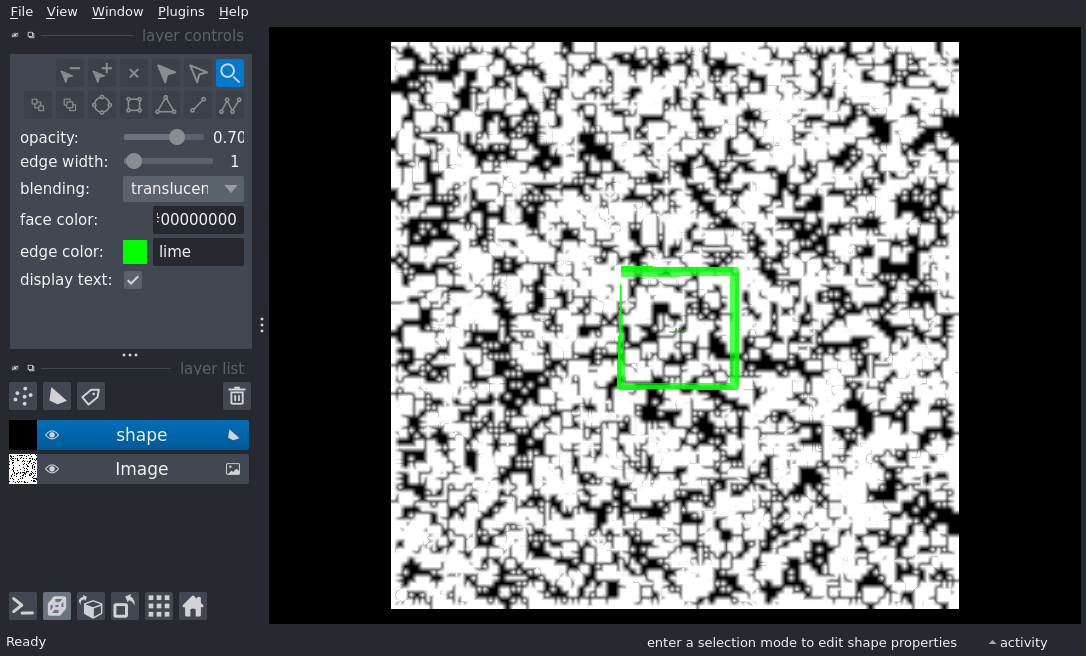 File View Window Plugins Help
layer controls
opacity: 0.70
edge width: 1
blending: translucen
face color: 00000000
edge color: lime
display text:
layer list
shape
Image
Ready enter a selection mode to edit shape properties activity